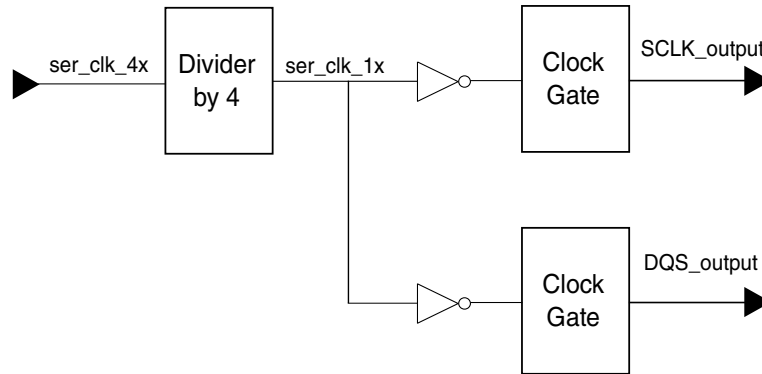 ser_clk_4x
Divider
by 4
ser_clk_1x
Clock
Gate
SCLK_output
Clock
Gate
DQS_output